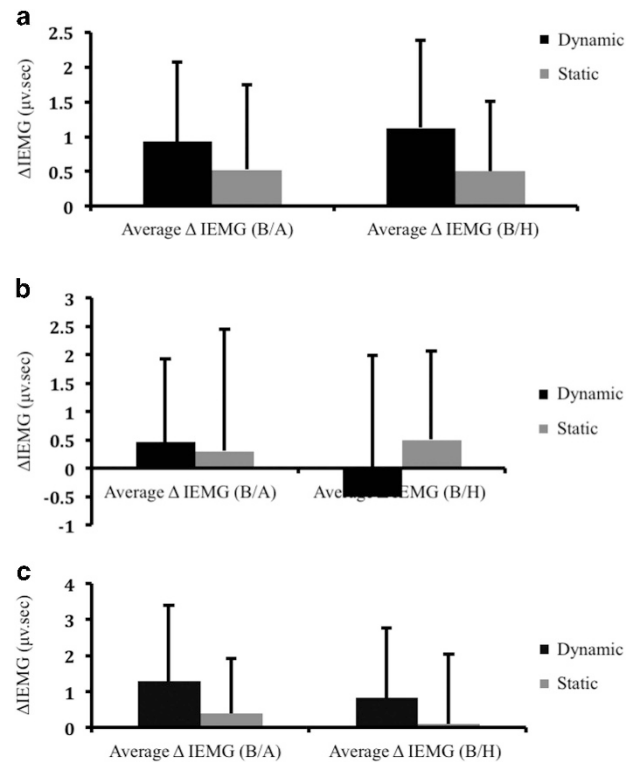 a
2.5
2
1.5
1
0.5
0
ΔIEMG (μv.sec)
Average Δ IEMG (B/A)
Average Δ IEMG (B/H)
Dynamic
Static
b
3
2.5
2
1.5
1
0.5
0
-0.5
-1
ΔIEMG (μv.sec)
Average Δ IEMG (B/A)
Average Δ IEMG (B/H)
Dynamic
Static
c
4
3
2
1
0
ΔIEMG (μv.sec)
Average Δ IEMG (B/A)
Average Δ IEMG (B/H)
Dynamic
Static